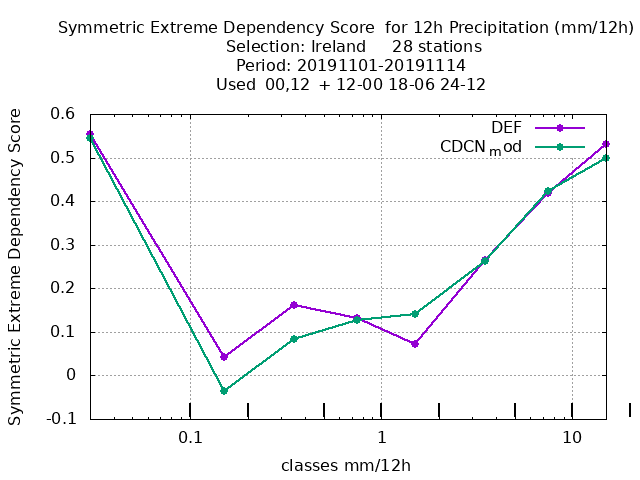 Symmetric Extreme Dependency Score  for 12h Precipitation (mm/12h)
Selection: Ireland     28 stations
Period: 20191101-20191114
Used  00,12  + 12-00 18-06 24-12
Symmetric Extreme Dependency Score
0.6
0.5
0.4
0.3
0.2
0.1
0
-0.1
DEF
CDCNmod
0.1
1
10
classes mm/12h